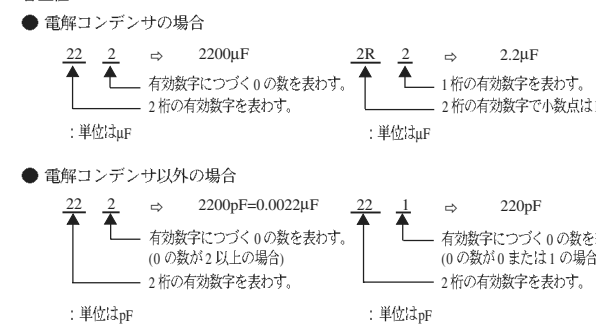 ● 電解コンデンサの場合
22 2 ⇨ 2200μF
有効数字につづく0の数を表わす。
2桁の有効数字を表わす。
：単位はμF
2R 2 ⇨ 2.2μF
1桁の有効数字を表わす。
2桁の有効数字で小数点は
：単位はμF
● 電解コンデンサ以外の場合
22 2 ⇨ 2200pF=0.0022μF
有効数字につづく0の数を表わす。
(0の数が2以上の場合)
2桁の有効数字を表わす。
：単位はpF
22 1 ⇨ 220pF
有効数字につづく0の数を
(0の数が0または1の場合
2桁の有効数字を表わす。
：単位はpF